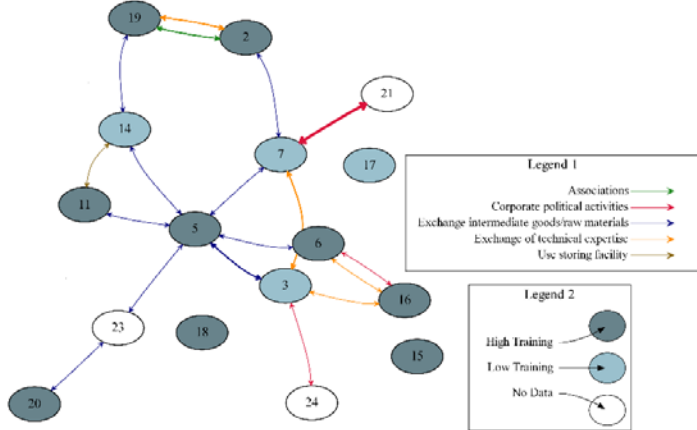 19
2
21
14
7
17
11
5
6
3
16
23
18
15
20
24
Legend 1
Associations
Corporate political activities
Exchange intermediate goods/raw materials
Exchange of technical expertise
Use storing facility
Legend 2
High Training
Low Training
No Data